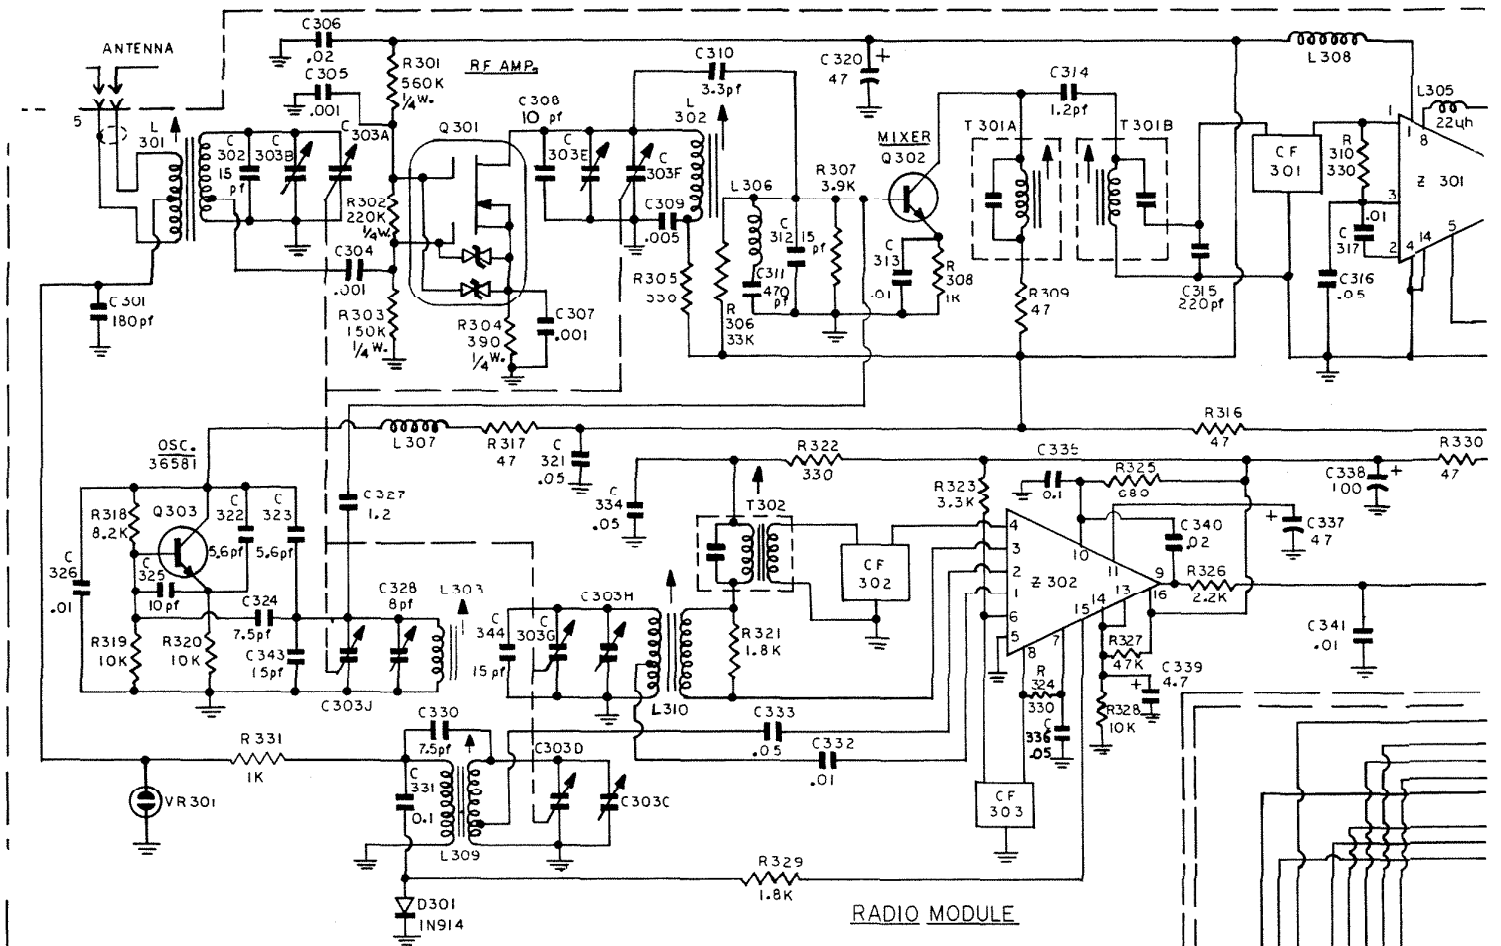 ANTENNA
5
L
301
C306
.02
C305
.001
R301
560K
1/4 W.
RF AMP.
C
302
15
pf
C
303B
C
303A
Q301
R302
220K
1/4 W.
C304
.001
R303
150K
1/4 W.
C301
180pf
C308
10 pf
C
303E
C
303F
C309
.005
R304
390
1/4 W.
C307
.001
C310
3.3pf
L
302
R305
R
306
33K
L306
C
312 15
pf
C311
470
pf
R307
3.9K
C320
47
+
MIXER
Q302
C
313
.01
R
308
1K
T301A
C314
1.2pf
T301B
R309
47
C315
220pf
CF
301
L308
L305
22uh
R
310
330
.01
C
317
C316
.05
Z 301
1
1
8
3
2
4
14
5
OSC.
36581
L307
R317
47
C
321
.05
R316
47
R330
47
Q303
R318
8.2K
C
322
5.6pf
C
323
5.6pf
C
326
.01
C
325
10pf
C324
7.5pf
R319
10K
R320
10K
C343
15pf
C327
1.2
C328
8pf
L303
C303J
C
344
15pf
C
303G
C303H
L310
C
334
.05
R322
330
T302
R321
1.8K
CF
302
R323
3.3K
C335
0.1
R325
680
C340
.02
C338
100
+
C337
47
+
Z 302
4
3
2
1
6
5
8
7
10
11
13
14
15
9
16
R326
2.2K
R327
47K
C339
4.7
+
R328
10K
C341
.01
R
324
330
C
336
.05
CF
303
C333
.05
C332
.01
C330
7.5pf
C303D
C303C
L309
C
331
0.1
R331
1K
VR301
D301
1N914
R329
1.8K
RADIO MODULE